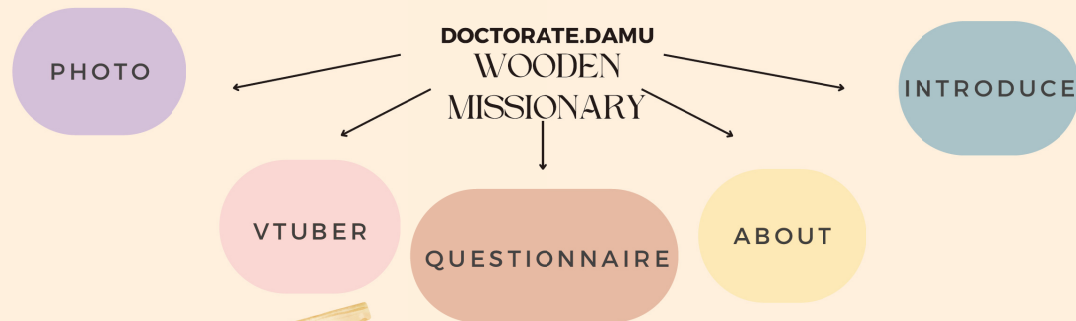 DOCTORATE.DAMU
WOODEN
MISSIONARY
PHOTO
INTRODUCE
VTUBER
QUESTIONNAIRE
ABOUT